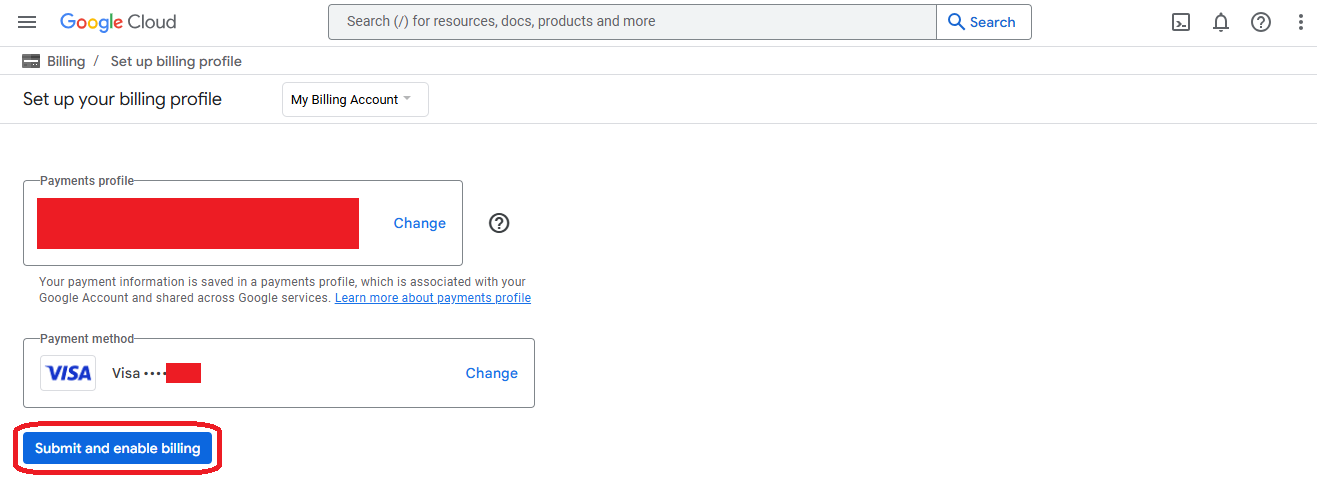 Google Cloud
Search (/) for resources, docs, products and more
Search
Billing / Set up billing profile
Set up your billing profile
My Billing Account
Payments profile
Change
Your payment information is saved in a payments profile, which is associated with your
Google Account and shared across Google services. Learn more about payments profile
Payment method
VISA
Visa ••••
Change
Submit and enable billing